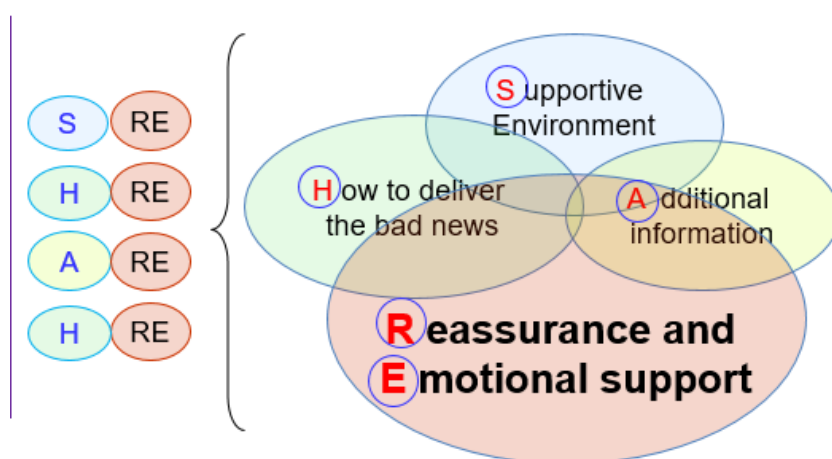 S RE
H RE
A RE
H RE
Supportive
Environment
How to deliver
the bad news
Additional
information
Reassurance and
Emotional support